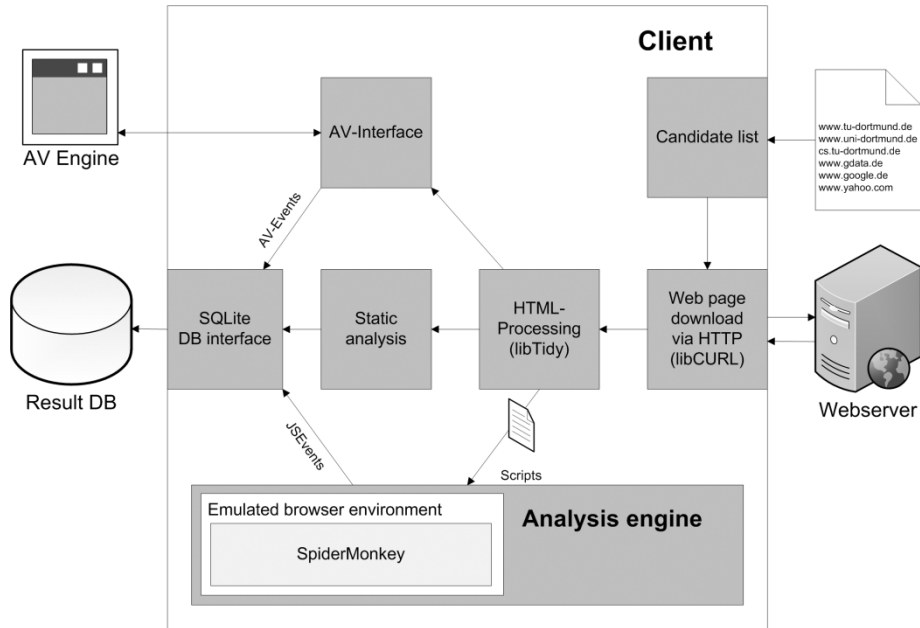 Client
AV Engine
AV-Interface
Candidate list
www.tu-dortmund.de
www.uni-dortmund.de
cs.tu-dortmund.de
www.gdata.de
www.google.de
www.yahoo.com
AV-Events
Result DB
SQLite
DB interface
Static
analysis
HTML-
Processing
(libTidy)
Web page
download
via HTTP
(libCURL)
Webserver
JSEvents
Scripts
Emulated browser environment
SpiderMonkey
Analysis engine